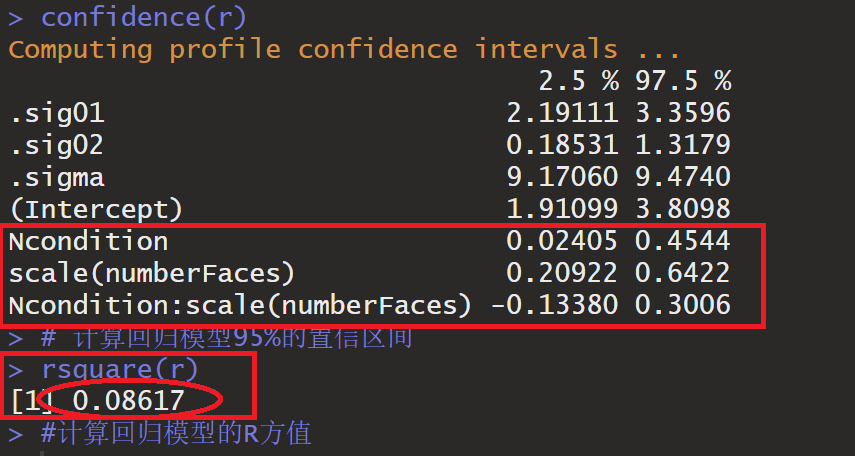 > confidence(r)
Computing profile confidence intervals ...
2.5 % 97.5 %
.sig01 2.19111 3.3596
.sig02 0.18531 1.3179
.sigma 9.17060 9.4740
(Intercept) 1.91099 3.8098
Ncondition 0.02405 0.4544
scale(numberFaces) 0.20922 0.6422
Ncondition:scale(numberFaces) -0.13380 0.3006
> # 计算回归模型95%的置信区间
> rsquare(r)
[1] 0.08617
> #计算回归模型的R方值